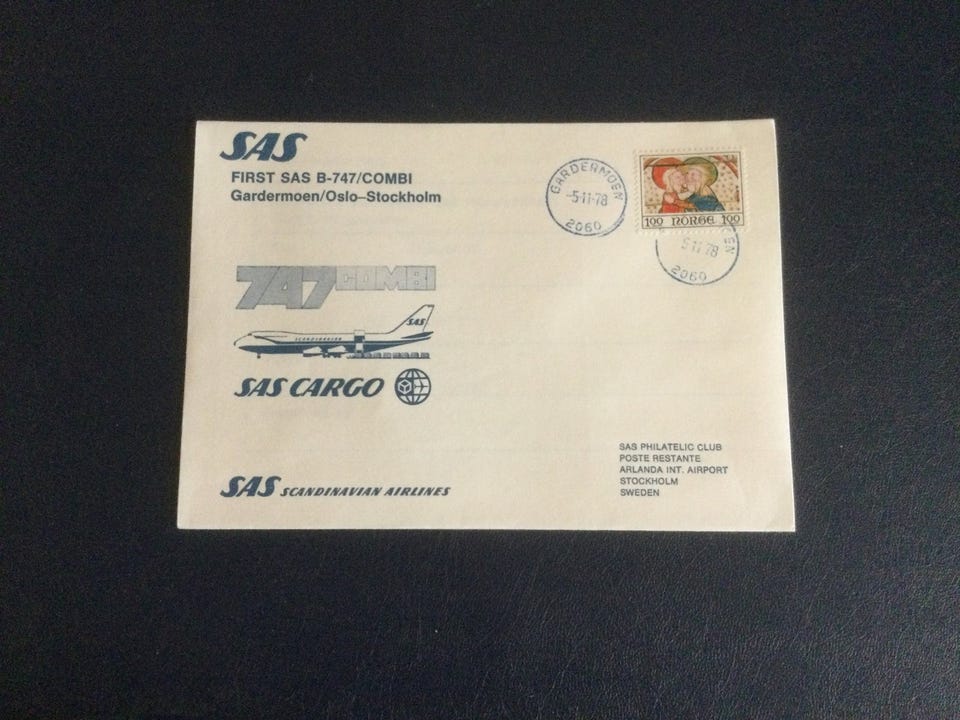 SAS
FIRST SAS B-747/COMBI
Gardermoen/Oslo–Stockholm
GARDERMOEN
-5·11·78
2060
100 NORGE 100
EN
5 11 78
2060
747 COMBI
SAS
SCANDINAVIAN
SAS CARGO
SAS PHILATELIC CLUB
POSTE RESTANTE
ARLANDA INT. AIRPORT
STOCKHOLM
SWEDEN
SAS SCANDINAVIAN AIRLINES